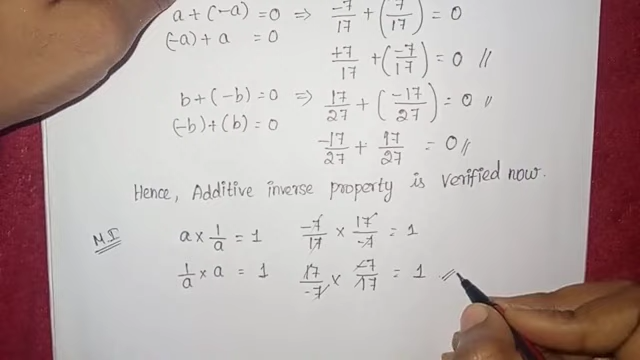 a + (-a) = 0 ⇒ -7/17 + (7/17) = 0
(-a) + a = 0
+7/17 + (-7/17) = 0 //
b + (-b) = 0 ⇒ 17/27 + (-17/27) = 0 //
(-b) + (b) = 0
-17/27 + 17/27 = 0 //
Hence, Additive inverse property is verified now.
M.I
a × 1/a = 1 -7/17 × 17/-7 = 1
1/a × a = 1 17/-7 × -7/17 = 1 //